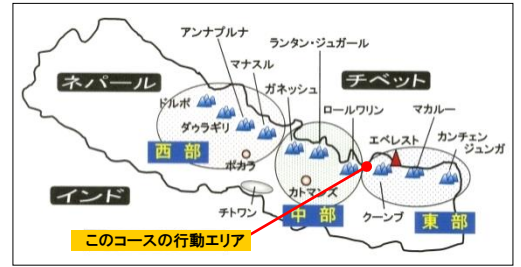 アンナプルナ
ランタン・ジュガール
マナスル
ネパール
ガネッシュ
チベット
ドルポ
ロールワリン
マカルー
ダウラギリ
エベレスト
カンチェン
ジュンガ
西部
ポカラ
カトマンズ
インド
チトワン
中部
クーンブ
東部
このコースの行動エリア